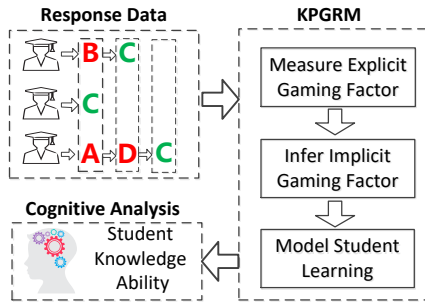 Response Data
B C
C
A D C
Cognitive Analysis
Student
Knowledge
Ability
KPGRM
Measure Explicit
Gaming Factor
Infer Implicit
Gaming Factor
Model Student
Learning